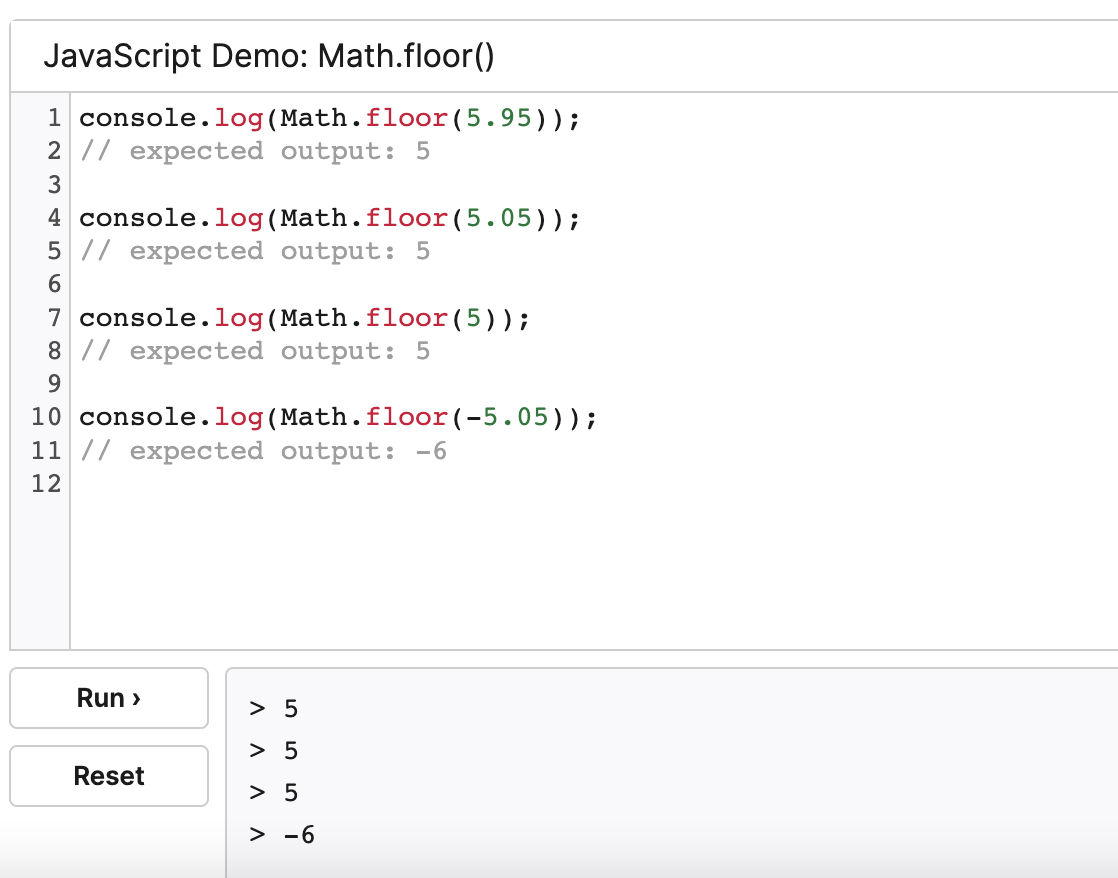 JavaScript Demo: Math.floor()
1 console.log(Math.floor(5.95));
2 // expected output: 5
3
4 console.log(Math.floor(5.05));
5 // expected output: 5
6
7 console.log(Math.floor(5));
8 // expected output: 5
9
10 console.log(Math.floor(-5.05));
11 // expected output: -6
12
Run ›
Reset
> 5
> 5
> 5
> -6